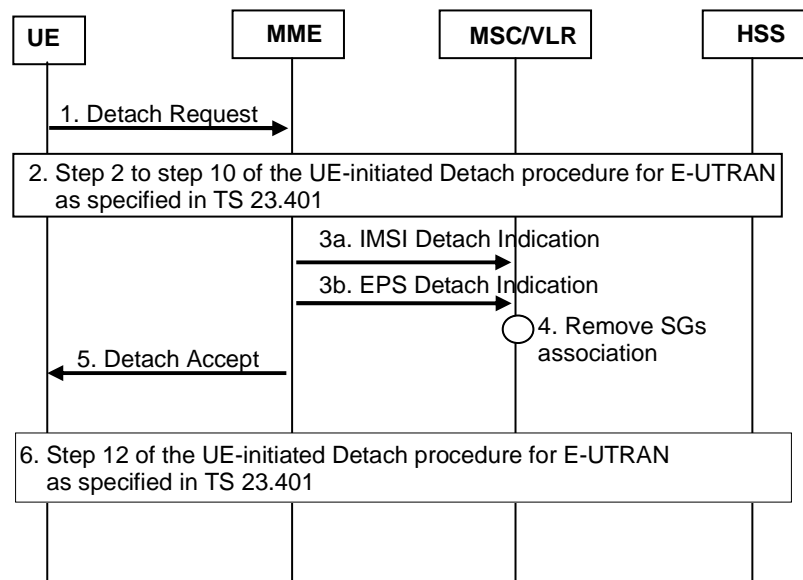 UE
MME
MSC/VLR
HSS
1. Detach Request
2. Step 2 to step 10 of the UE-initiated Detach procedure for E-UTRAN
as specified in TS 23.401
3a. IMSI Detach Indication
3b. EPS Detach Indication
4. Remove SGs
association
5. Detach Accept
6. Step 12 of the UE-initiated Detach procedure for E-UTRAN
as specified in TS 23.401